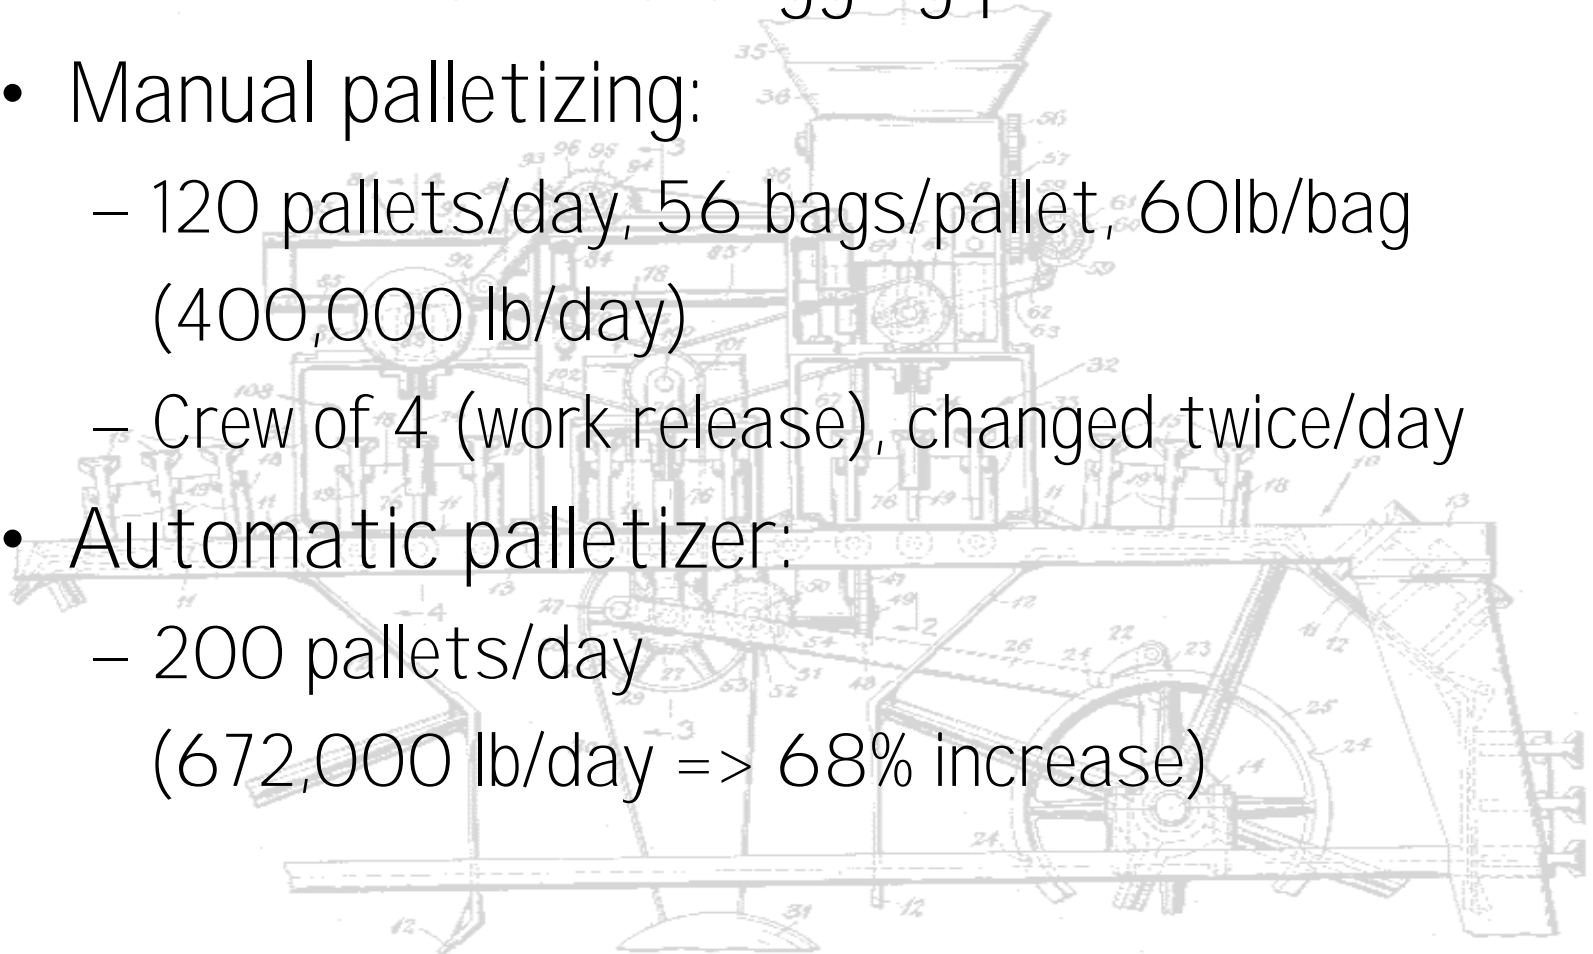 • Manual palletizing:
– 120 pallets/day, 56 bags/pallet, 60lb/bag
(400,000 lb/day)
– Crew of 4 (work release), changed twice/day
• Automatic palletizer:
– 200 pallets/day
(672,000 lb/day => 68% increase)